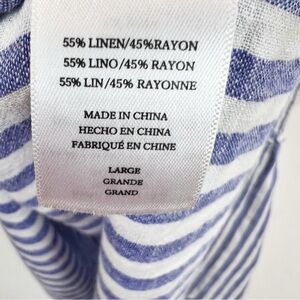 55% LINEN/45%RAYON
55% LINO/45% RAYON
55% LIN/45% RAYONNE
MADE IN CHINA
HECHO EN CHINA
FABRIQUÉ EN CHINE
LARGE
GRANDE
GRAND